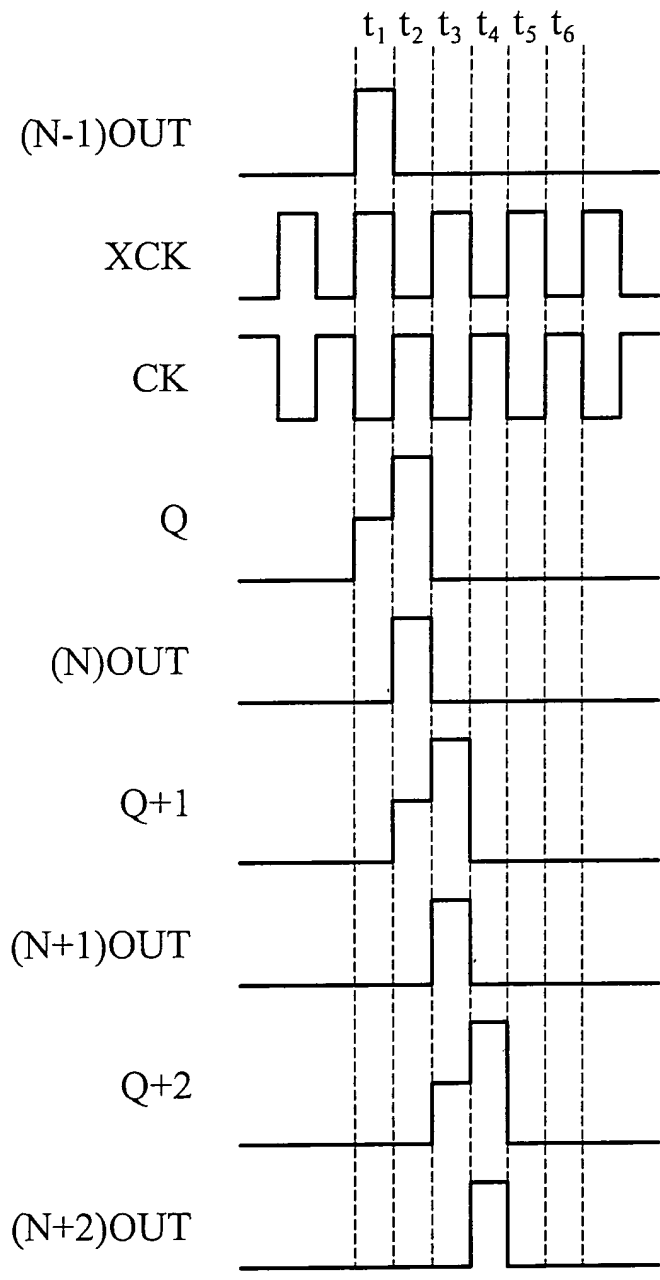 t1 t2 t3 t4 t5 t6
(N-1)OUT
XCK
CK
Q
(N)OUT
Q+1
(N+1)OUT
Q+2
(N+2)OUT